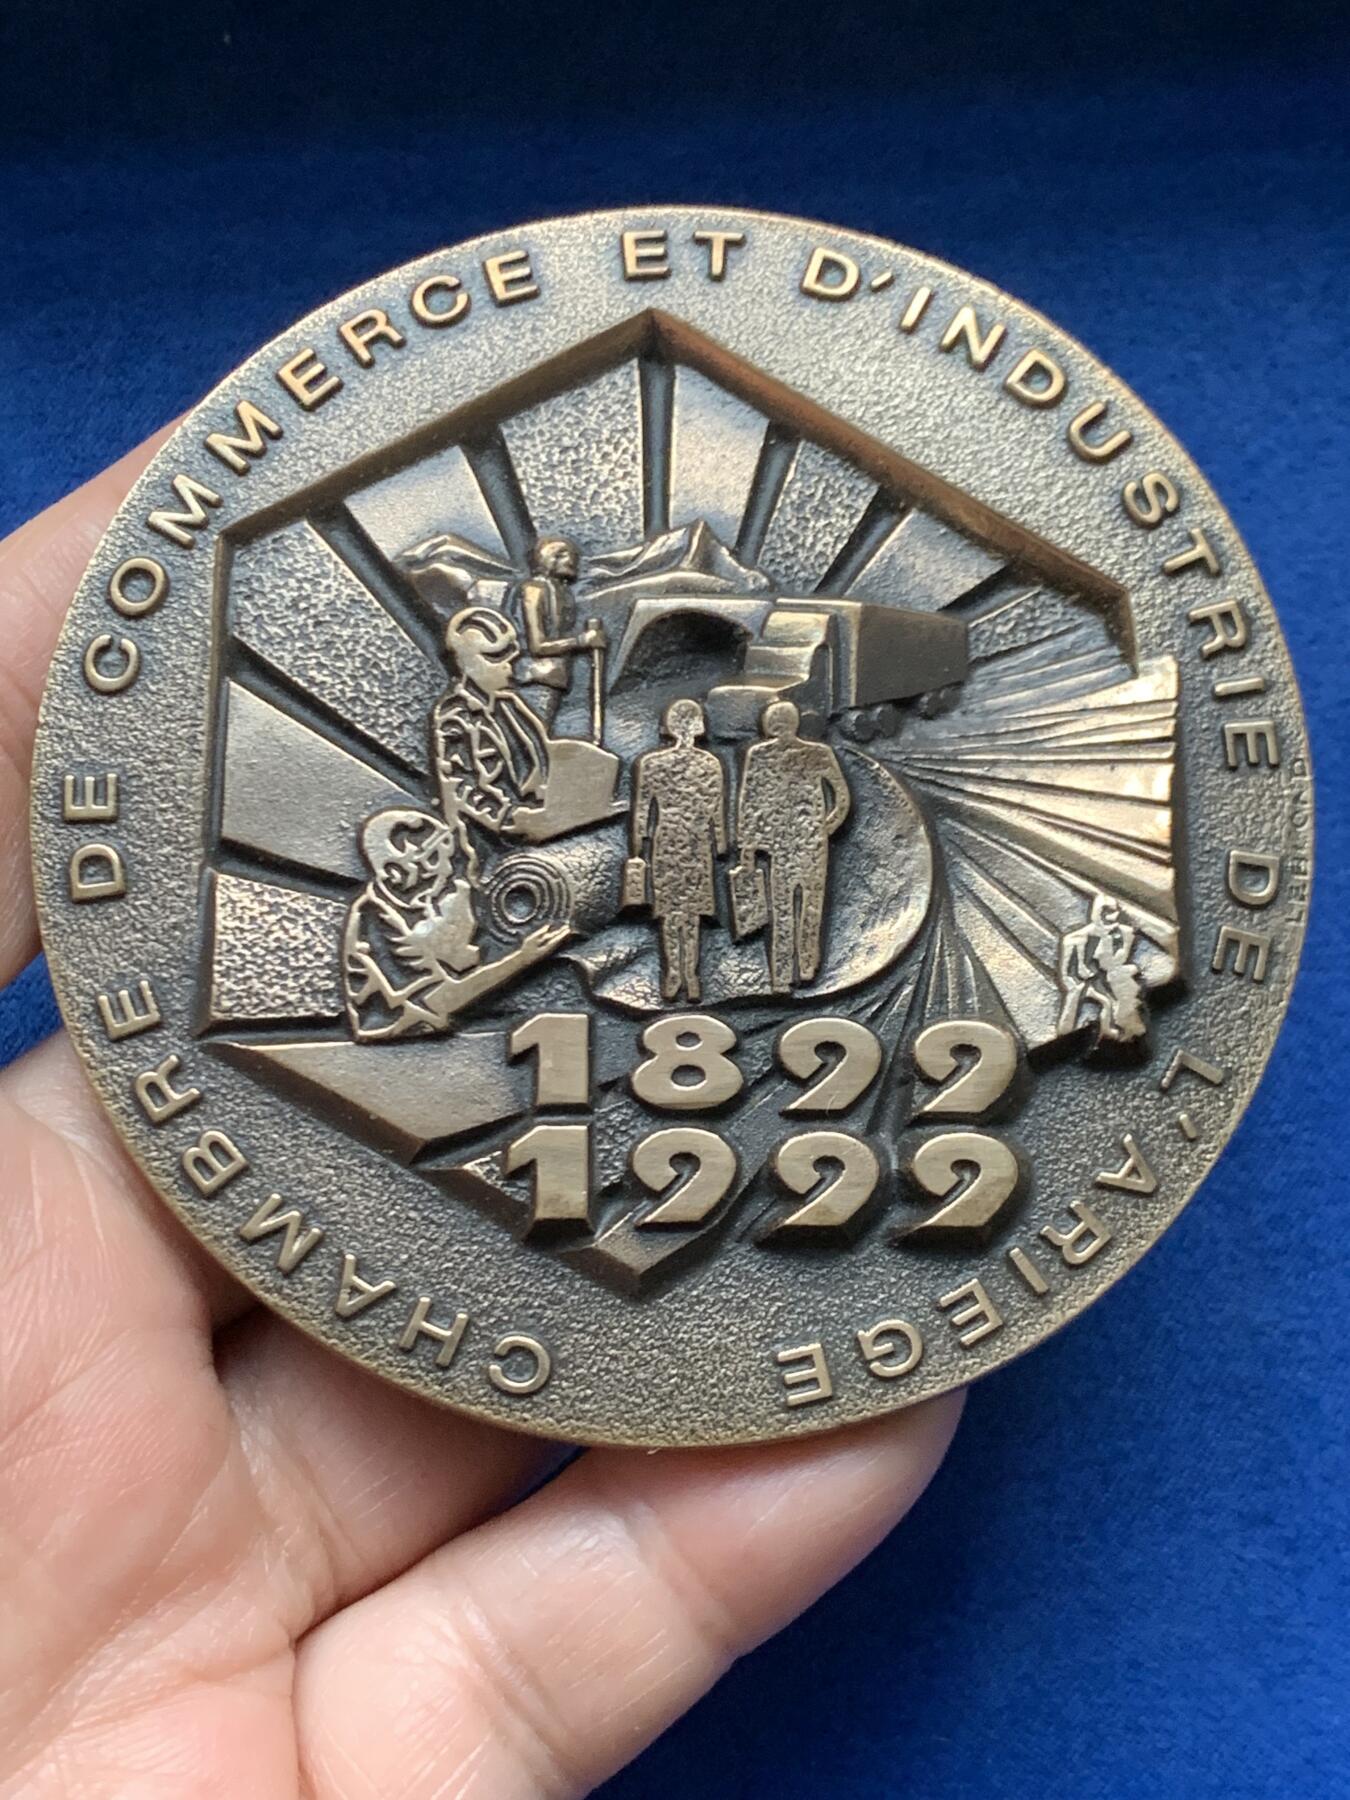 CHAMBRE DE COMMERCE ET D'INDUSTRIE DE L'ARIEGE
1899
1999